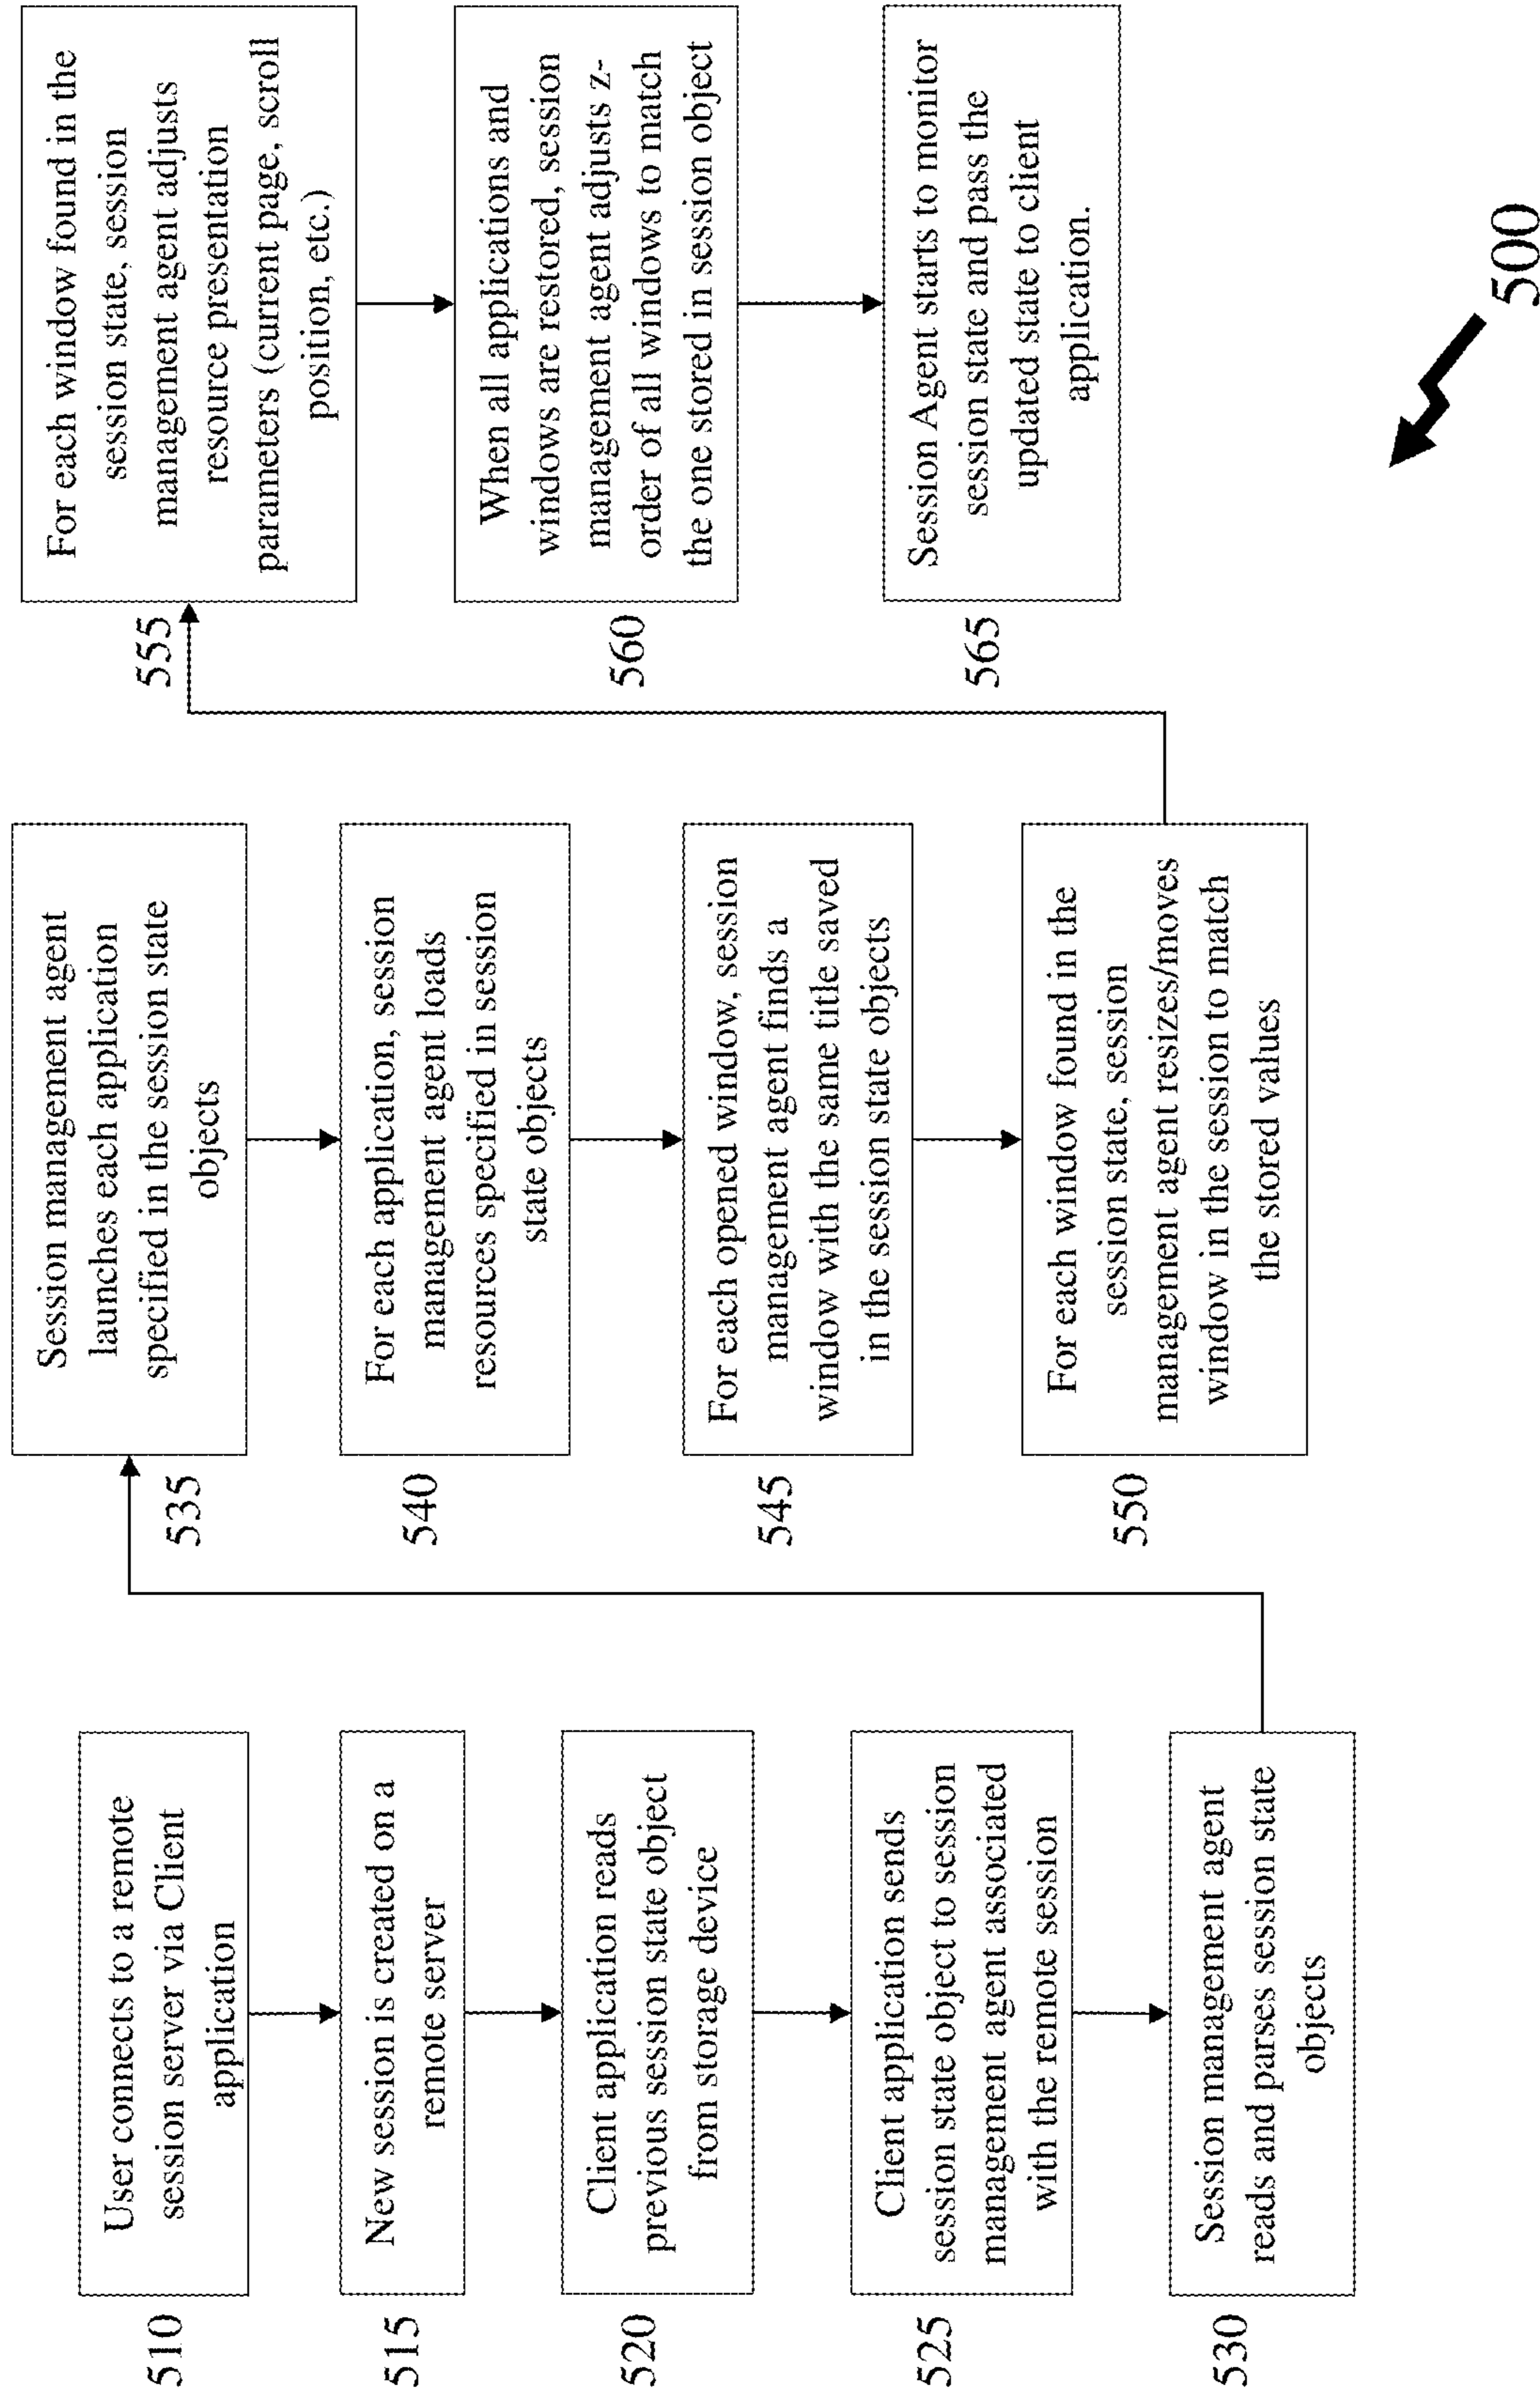 510
User connects to a remote
session server via Client
application
515
New session is created on a
remote server
520
Client application reads
previous session state object
from storage device
525
Client application sends
session state object to session
management agent associated
with the remote session
530
Session management agent
reads and parses session state
objects
535
Session management agent
launches each application
specified in the session state
objects
540
For each application, session
management agent loads
resources specified in session
state objects
545
For each opened window, session
management agent finds a
window with the same title saved
in the session state objects
550
For each window found in the
session state, session
management agent resizes/moves
window in the session to match
the stored values
555
For each window found in the
session state, session
management agent adjusts
resource presentation
parameters (current page, scroll
position, etc.)
560
When all applications and
windows are restored, session
management agent adjusts z-
order of all windows to match
the one stored in session object
565
Session Agent starts to monitor
session state and pass the
updated state to client
application.
500